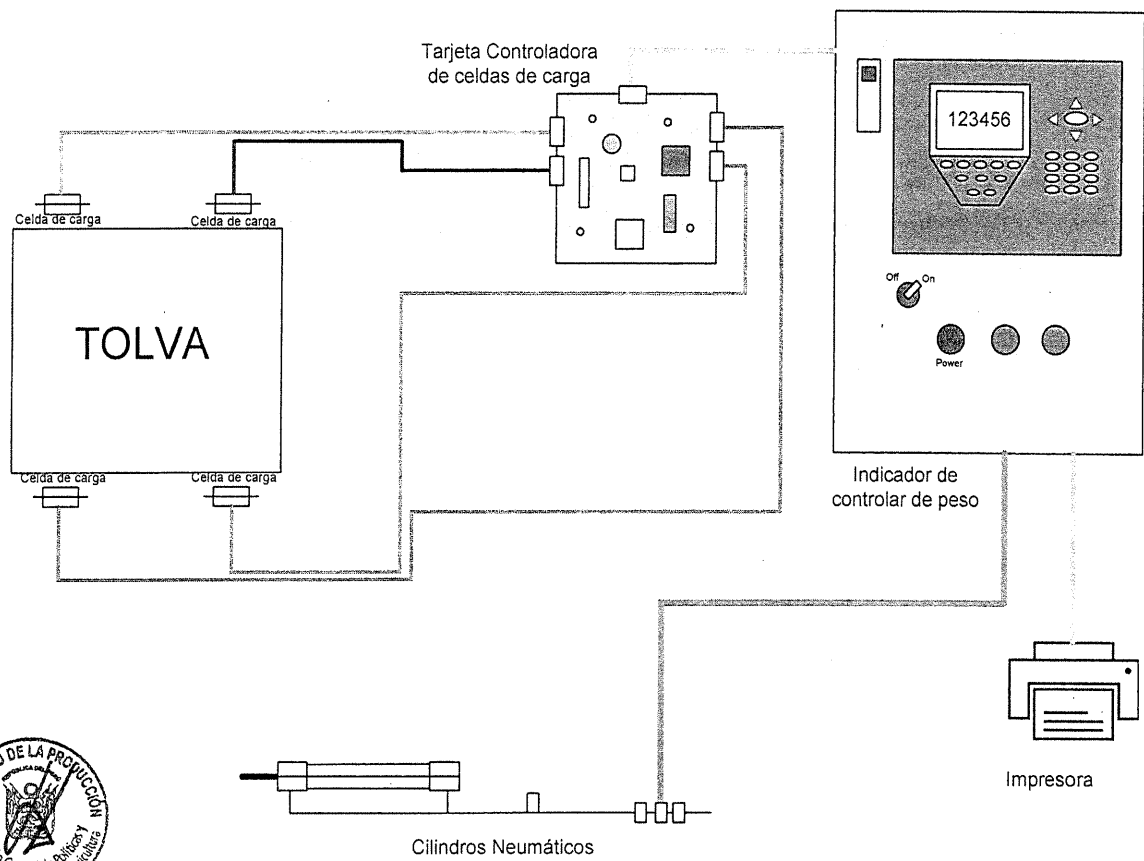 Tarjeta Controladora
de celdas de carga
123456
Celda de carga
Celda de carga
Off
On
TOLVA
Power
Celda de carga
Celda de carga
Indicador de
controlar de peso
DE LA PRODUCCIÓN
Impresora
Cilindros Neumáticos